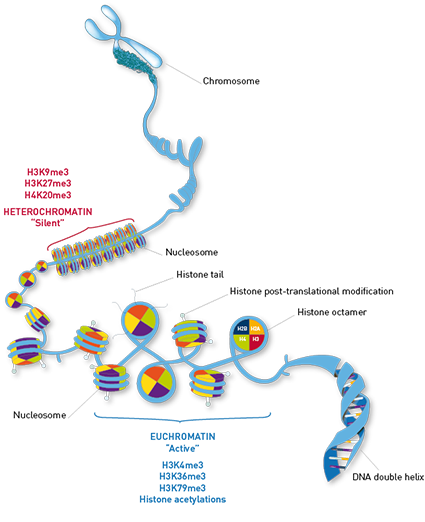 Chromosome
H3K9me3
H3K27me3
H4K20me3
HETEROCHROMATIN
"Silent"
Nucleosome
Histone tail
Histone post-translational modification
Histone octamer
H2B H2A
H4 H3
Nucleosome
EUCHROMATIN
"Active"
H3K4me3
H3K36me3
H3K79me3
Histone acetylations
DNA double helix